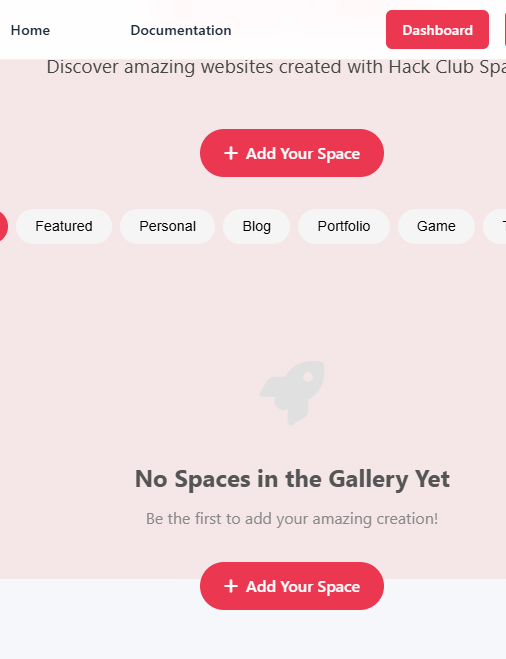 Home Documentation Dashboard
Discover amazing websites created with Hack Club
+ Add Your Space
Featured Personal Blog Portfolio Game
No Spaces in the Gallery Yet
Be the first to add your amazing creation!
+ Add Your Space